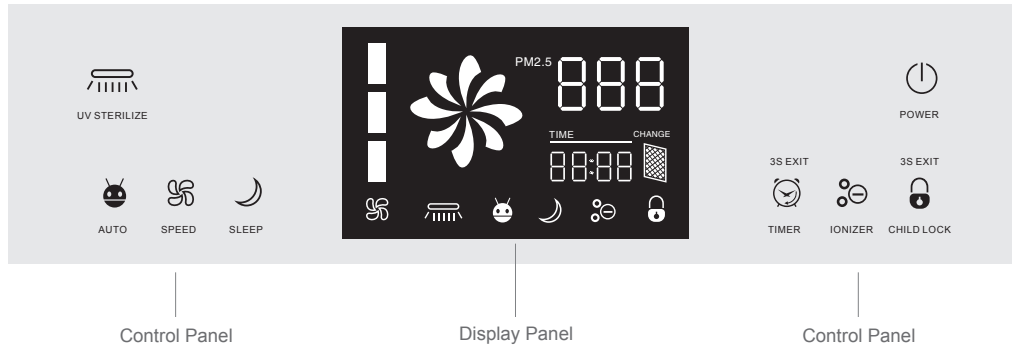 UV STERILIZE
AUTO
SPEED
SLEEP
PM2.5
888
TIME
CHANGE
88:88
POWER
3S EXIT
3S EXIT
TIMER
IONIZER
CHILD LOCK
Control Panel
Display Panel
Control Panel